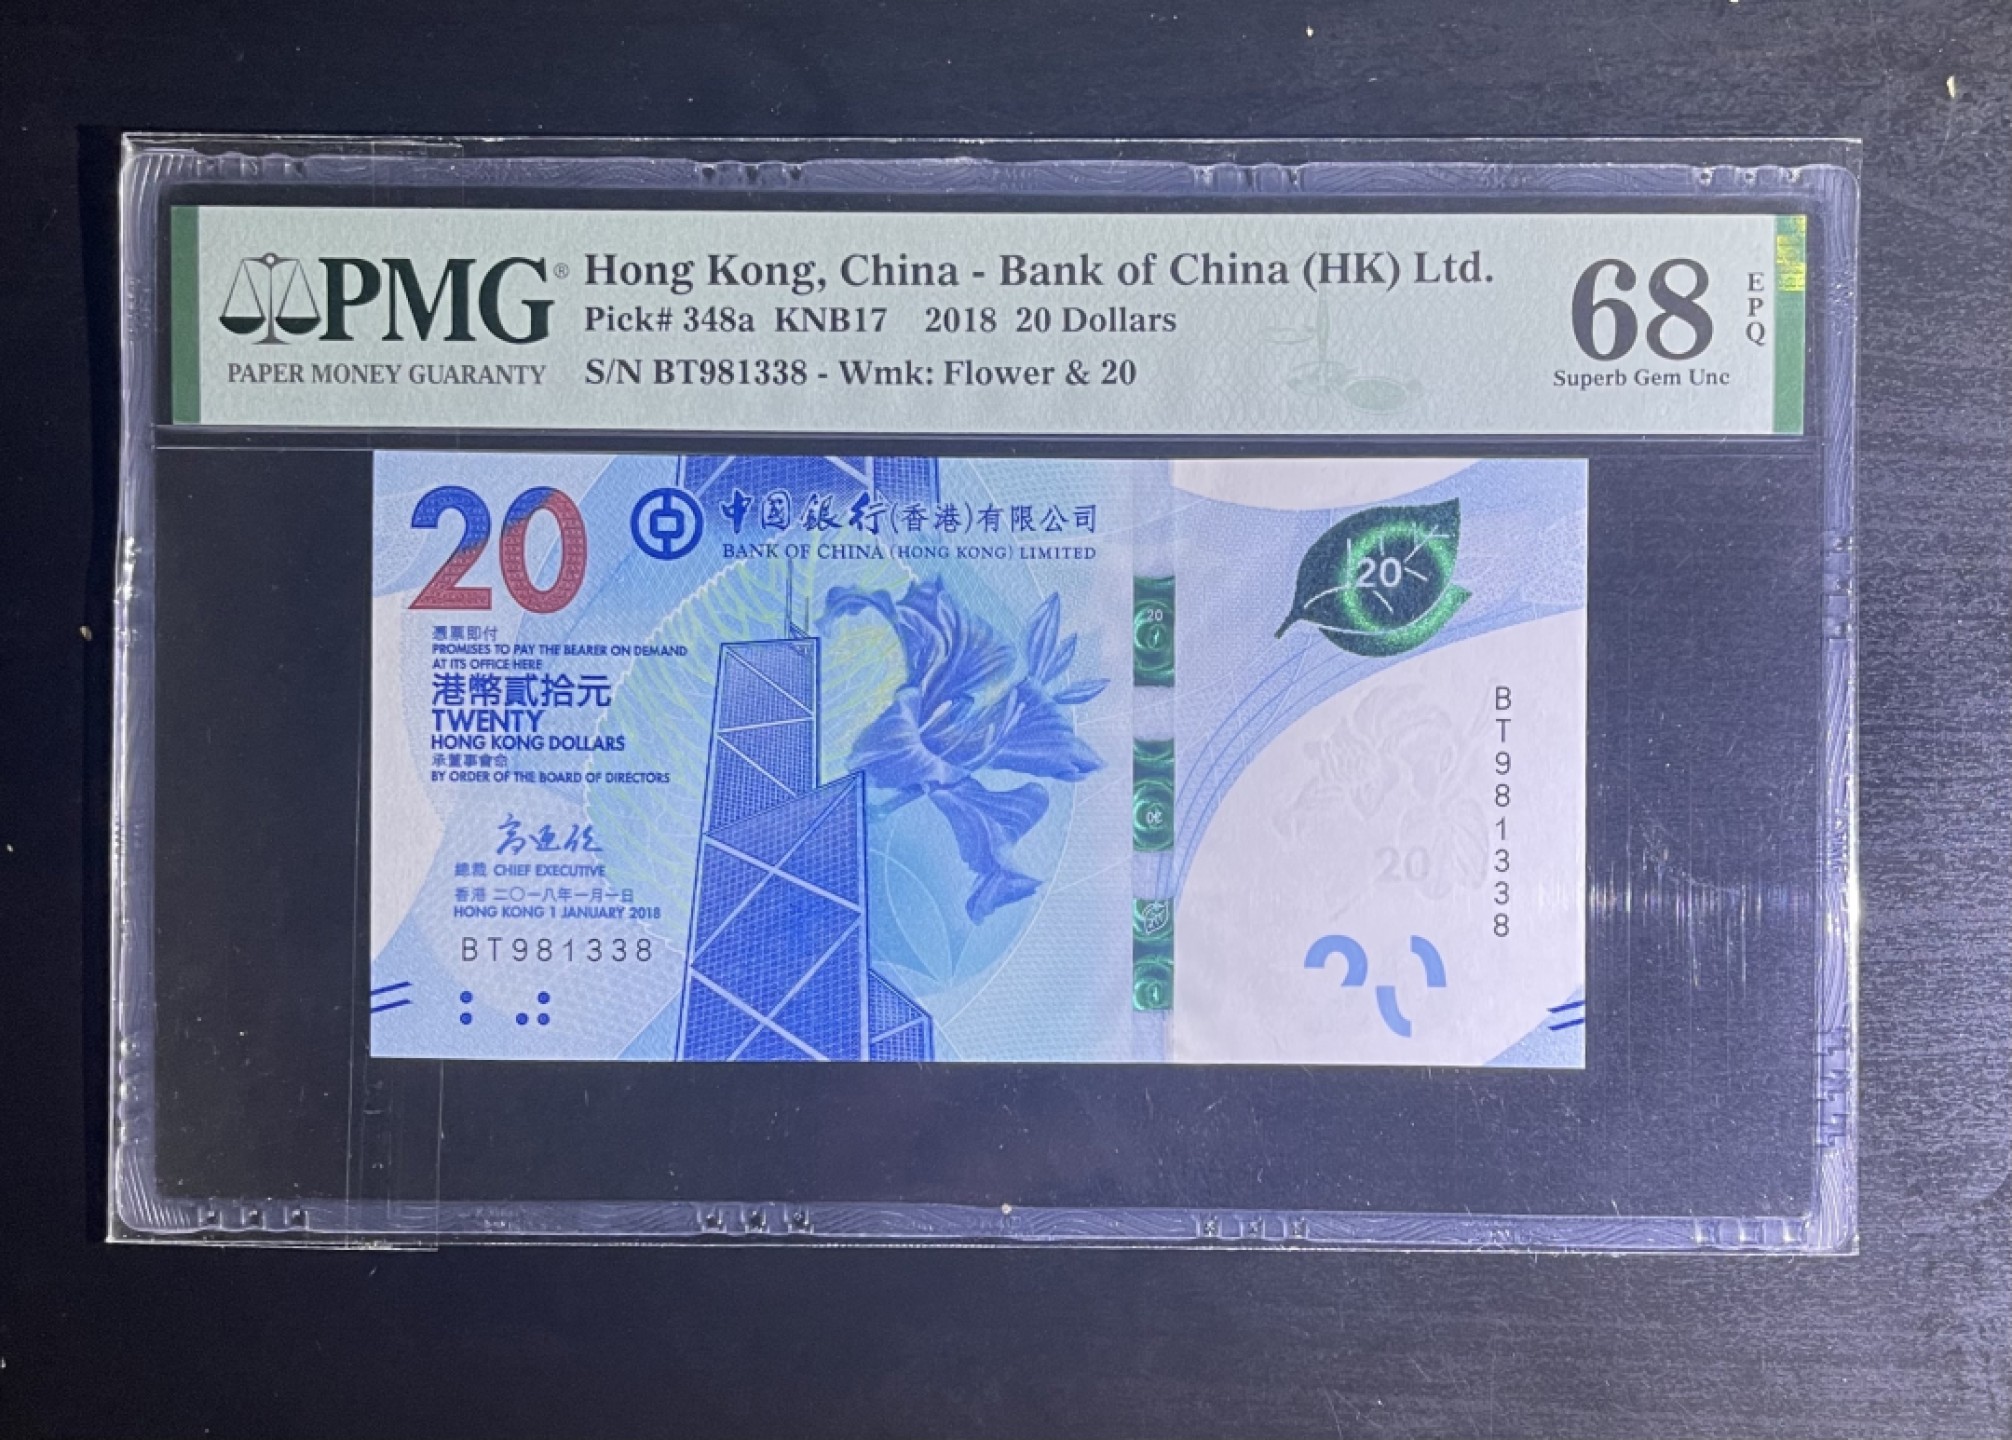 PMG®
PAPER MONEY GUARANTY
Hong Kong, China - Bank of China (HK) Ltd.
Pick# 348a KNB17 2018 20 Dollars
S/N BT981338 - Wmk: Flower & 20
68
EPQ
Superb Gem Unc
20
中国銀行(香港)有限公司
BANK OF CHINA (HONG KONG) LIMITED
憑票即付
PROMISES TO PAY THE BEARER ON DEMAND
AT ITS OFFICE HERE
港幣貳拾元
TWENTY
HONG KONG DOLLARS
承董事會命
BY ORDER OF THE BOARD OF DIRECTORS
高迎欣
總裁 CHIEF EXECUTIVE
香港 二〇一八年一月一日
HONG KONG 1 JANUARY 2018
BT981338
20
20
BT981338
20